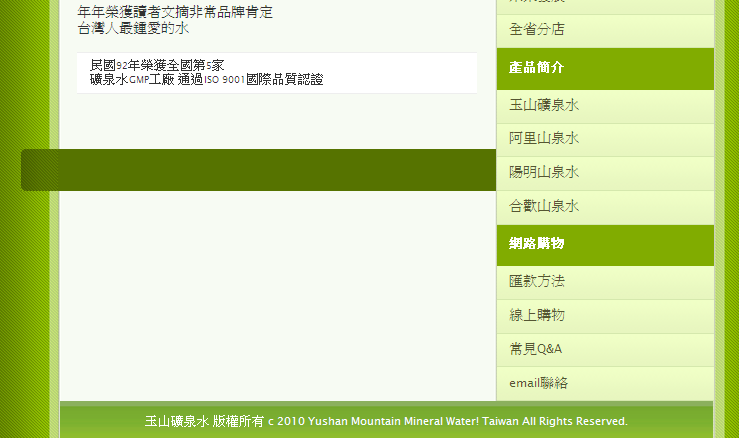 年年榮獲讀者文摘非常品牌肯定
台灣人最鍾愛的水
民國92年榮獲全國第5家
礦泉水GMP工廠 通過ISO 9001國際品質認證
全省分店
產品簡介
玉山礦泉水
阿里山泉水
陽明山泉水
合歡山泉水
網路購物
匯款方法
線上購物
常見Q&A
email聯絡
玉山礦泉水 版權所有 c 2010 Yushan Mountain Mineral Water! Taiwan All Rights Reserved.